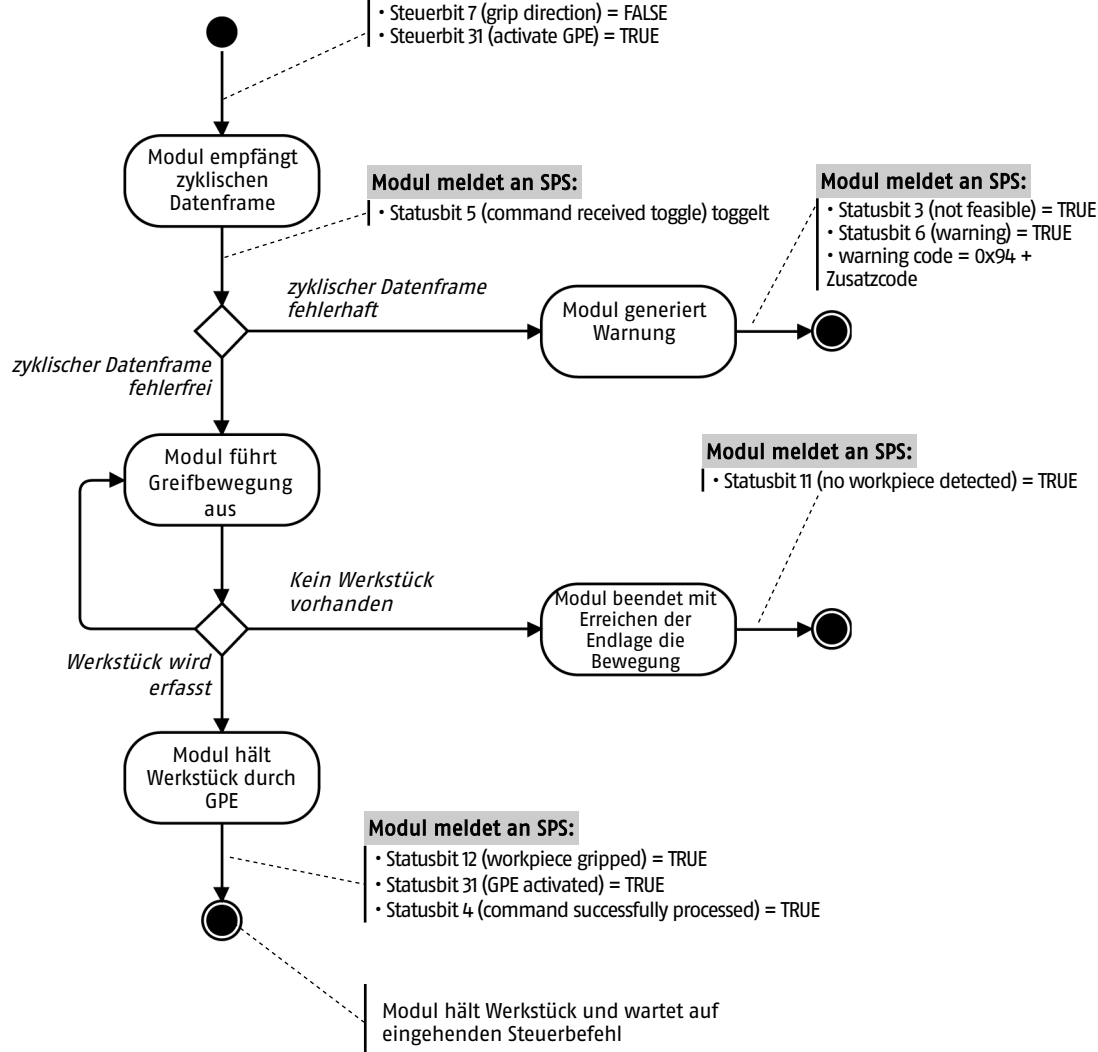 • Steuerbit 7 (grip direction) = FALSE
• Steuerbit 31 (activate GPE) = TRUE
Modul empfängt
zyklischen
Datenframe
Modul meldet an SPS:
• Statusbit 5 (command received toggle) toggelt
Modul meldet an SPS:
• Statusbit 3 (not feasible) = TRUE
• Statusbit 6 (warning) = TRUE
• warning code = 0x94 +
Zusatzcode
zyklischer Datenframe
fehlerhaft
Modul generiert
Warnung
zyklischer Datenframe
fehlerfrei
Modul führt
Greifbewegung
aus
Modul meldet an SPS:
• Statusbit 11 (no workpiece detected) = TRUE
Kein Werkstück
vorhanden
Modul beendet mit
Erreichen der
Endlage die
Bewegung
Werkstück wird
erfasst
Modul hält
Werkstück durch
GPE
Modul meldet an SPS:
• Statusbit 12 (workpiece gripped) = TRUE
• Statusbit 31 (GPE activated) = TRUE
• Statusbit 4 (command successfully processed) = TRUE
Modul hält Werkstück und wartet auf
eingehenden Steuerbefehl